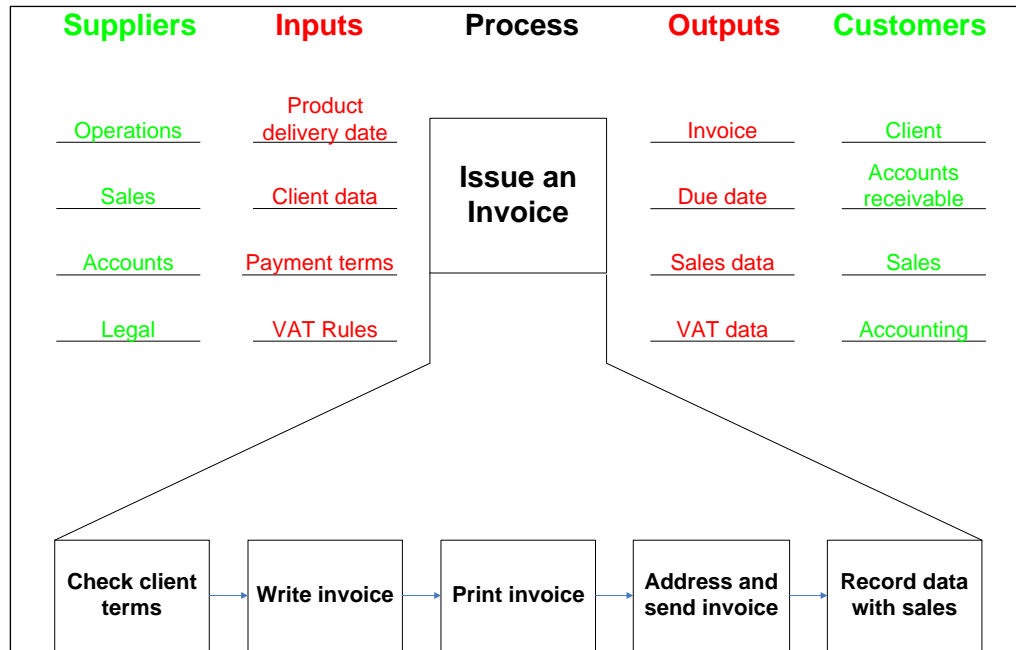 Suppliers
Inputs
Process
Outputs
Customers
Operations
Product
delivery date
Issue an
Invoice
Invoice
Client
Sales
Client data
Due date
Accounts
receivable
Accounts
Payment terms
Sales data
Sales
Legal
VAT Rules
VAT data
Accounting
Check client
terms
Write invoice
Print invoice
Address and
send invoice
Record data
with sales